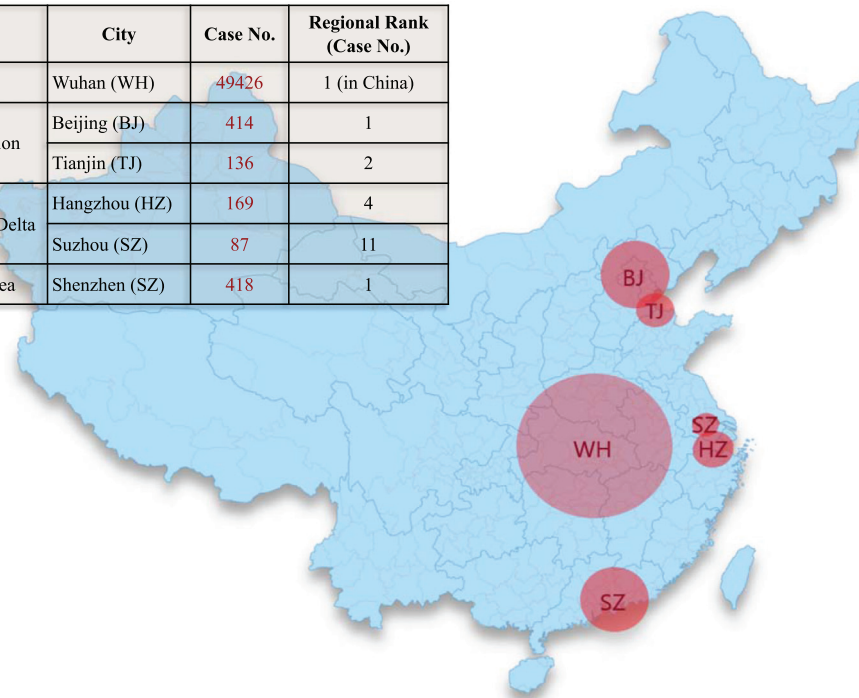 City Case No. Regional Rank
(Case No.)
Wuhan (WH) 49426 1 (in China)
Beijing (BJ) 414 1
on
Tianjin (TJ) 136 2
Hangzhou (HZ) 169 4
Delta
Suzhou (SZ) 87 11
ea Shenzhen (SZ) 418 1
BJ
TJ
SZ
HZ
WH
SZ